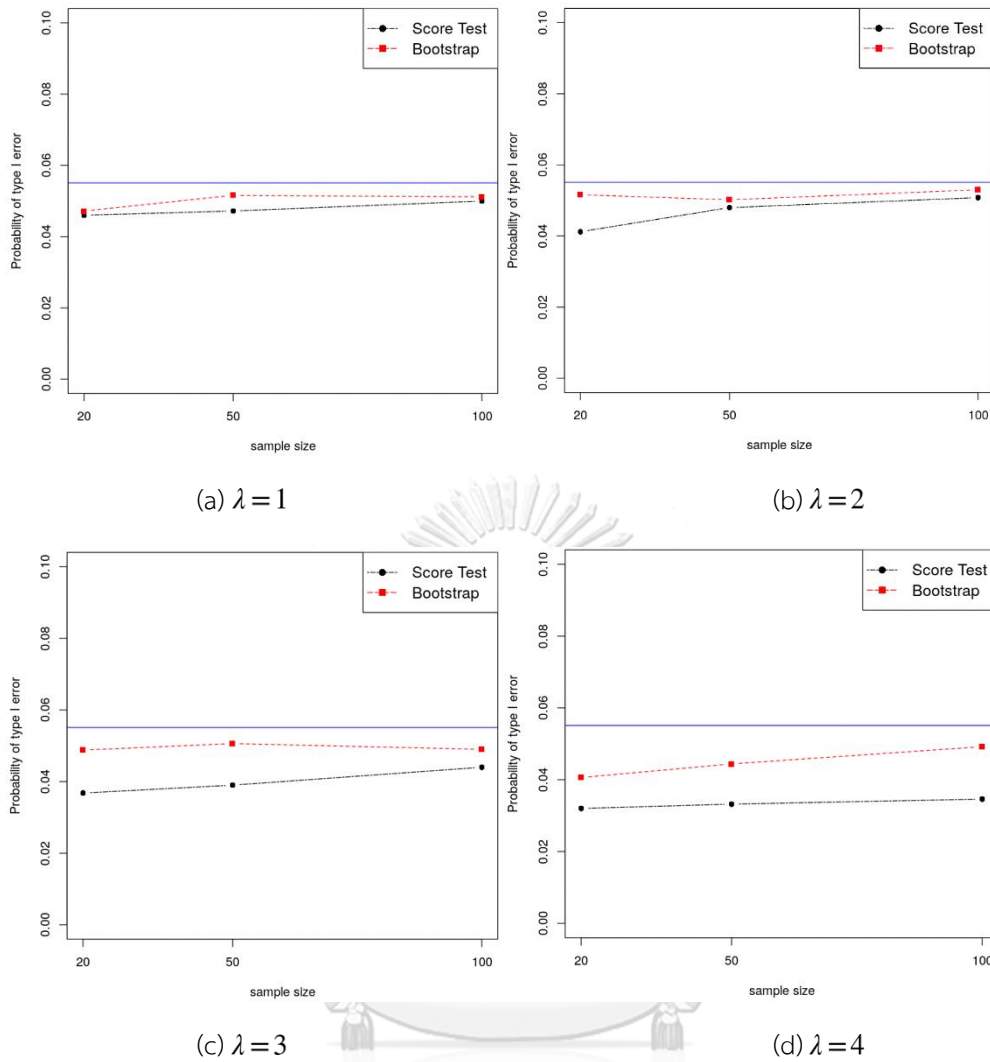 Score Test
Bootstrap
Probability of type I error
0.00
0.02
0.04
0.06
0.08
0.10
20
50
100
sample size
(a) λ=1
Score Test
Bootstrap
Probability of type I error
0.00
0.02
0.04
0.06
0.08
0.10
20
50
100
sample size
(b) λ=2
Score Test
Bootstrap
Probability of type I error
0.00
0.02
0.04
0.06
0.08
0.10
20
50
100
sample size
(c) λ=3
Score Test
Bootstrap
Probability of type I error
0.00
0.02
0.04
0.06
0.08
0.10
20
50
100
sample size
(d) λ=4